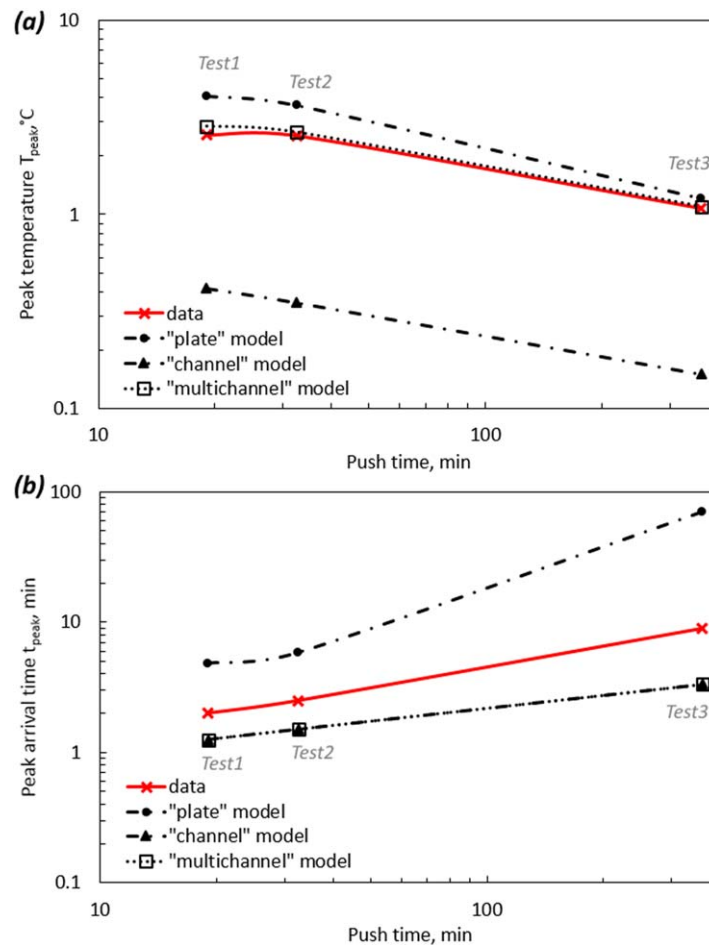 (a)
10
Test1
Test2
Test3
Peak temperature T_peak, °C
1
data
"plate" model
"channel" model
"multichannel" model
0.1
10
100
Push time, min
(b)
100
Peak arrival time t_peak, min
10
Test3
1
Test1
Test2
data
"plate" model
"channel" model
"multichannel" model
0.1
10
100
Push time, min